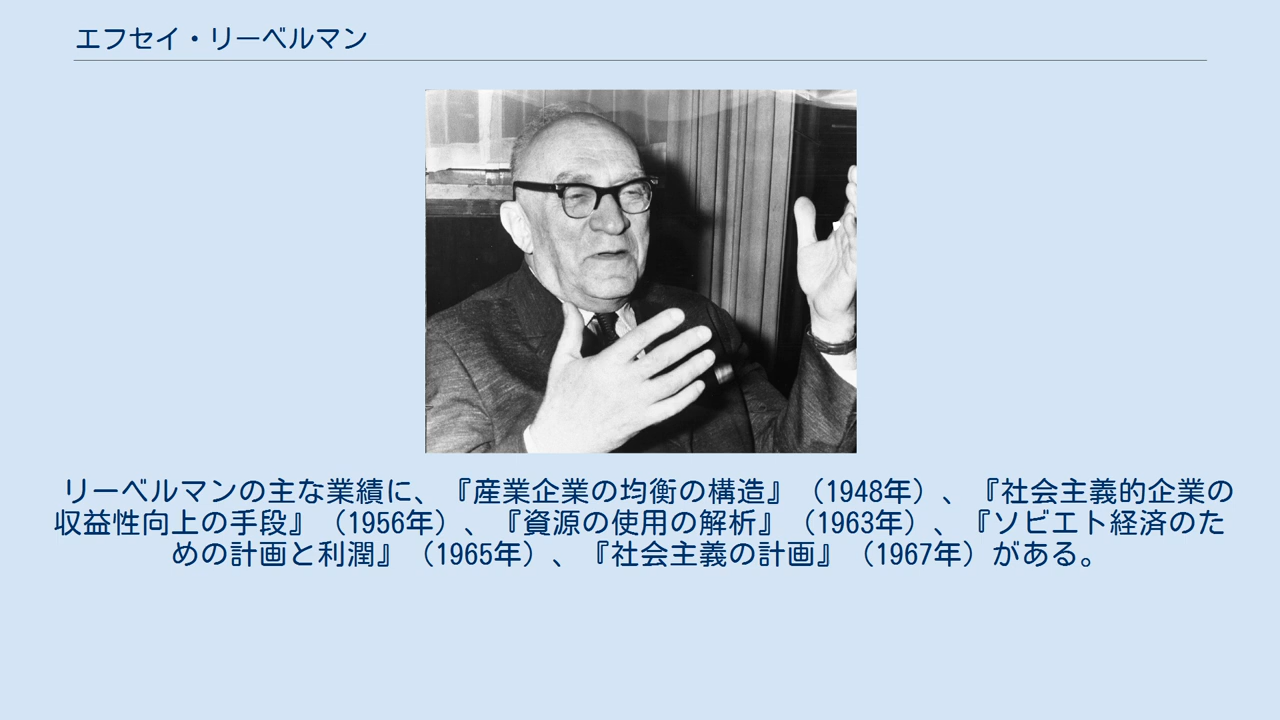 エフセイ・リーベルマン
リーベルマンの主な業績に、『産業企業の均衡の構造』（1948年）、『社会主義的企業の
収益性向上の手段』（1956年）、『資源の使用の解析』（1963年）、『ソビエト経済のた
めの計画と利潤』（1965年）、『社会主義の計画』（1967年）がある。